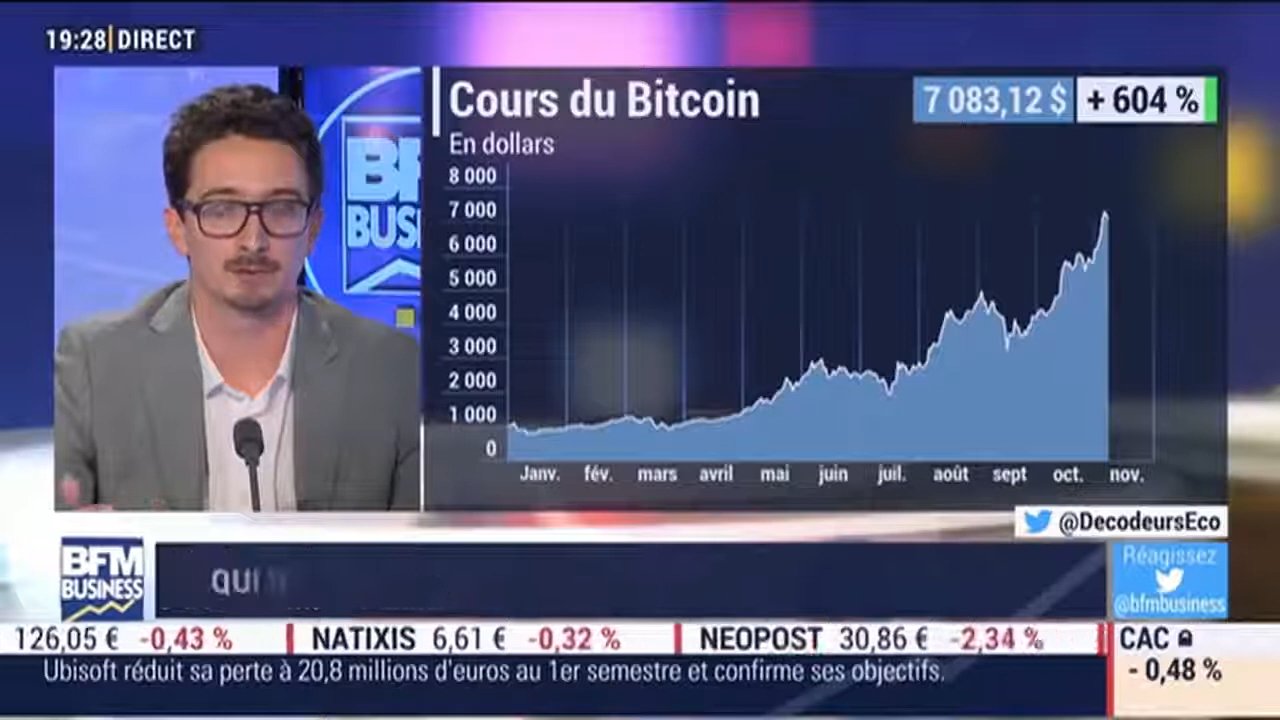 19:28 DIRECT
Cours du Bitcoin
7 083,12 $ + 604 %
En dollars
8 000
7 000
6 000
5 000
4 000
3 000
2 000
1 000
0
Janv. fév. mars avril mai juin juil. août sept oct. nov.
BF
BUSI
@DecodeursEco
BFM
BUSINESS
QUI
Réagissez
@bfmbusiness
126,05 € -0,43 % NATIXIS 6,61 € -0,32 % NEOPOST 30,86 € -2,34 %
CAC
- 0,48 %
Ubisoft réduit sa perte à 20,8 millions d'euros au 1er semestre et confirme ses objectifs.